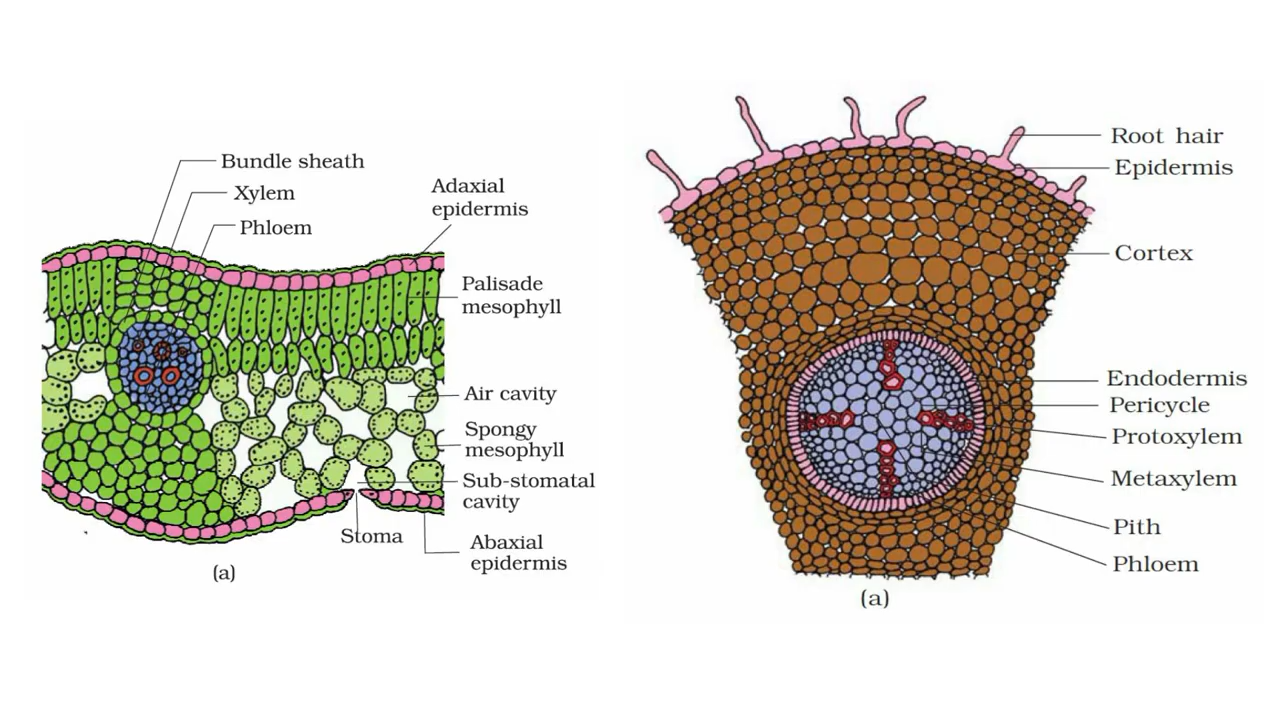 Bundle sheath
Xylem
Phloem
Adaxial
epidermis
Palisade
mesophyll
Air cavity
Spongy
mesophyll
Sub-stomatal
cavity
Stoma
Abaxial
epidermis
(a)
Root hair
Epidermis
Cortex
Endodermis
Pericycle
Protoxylem
Metaxylem
Pith
Phloem
(a)